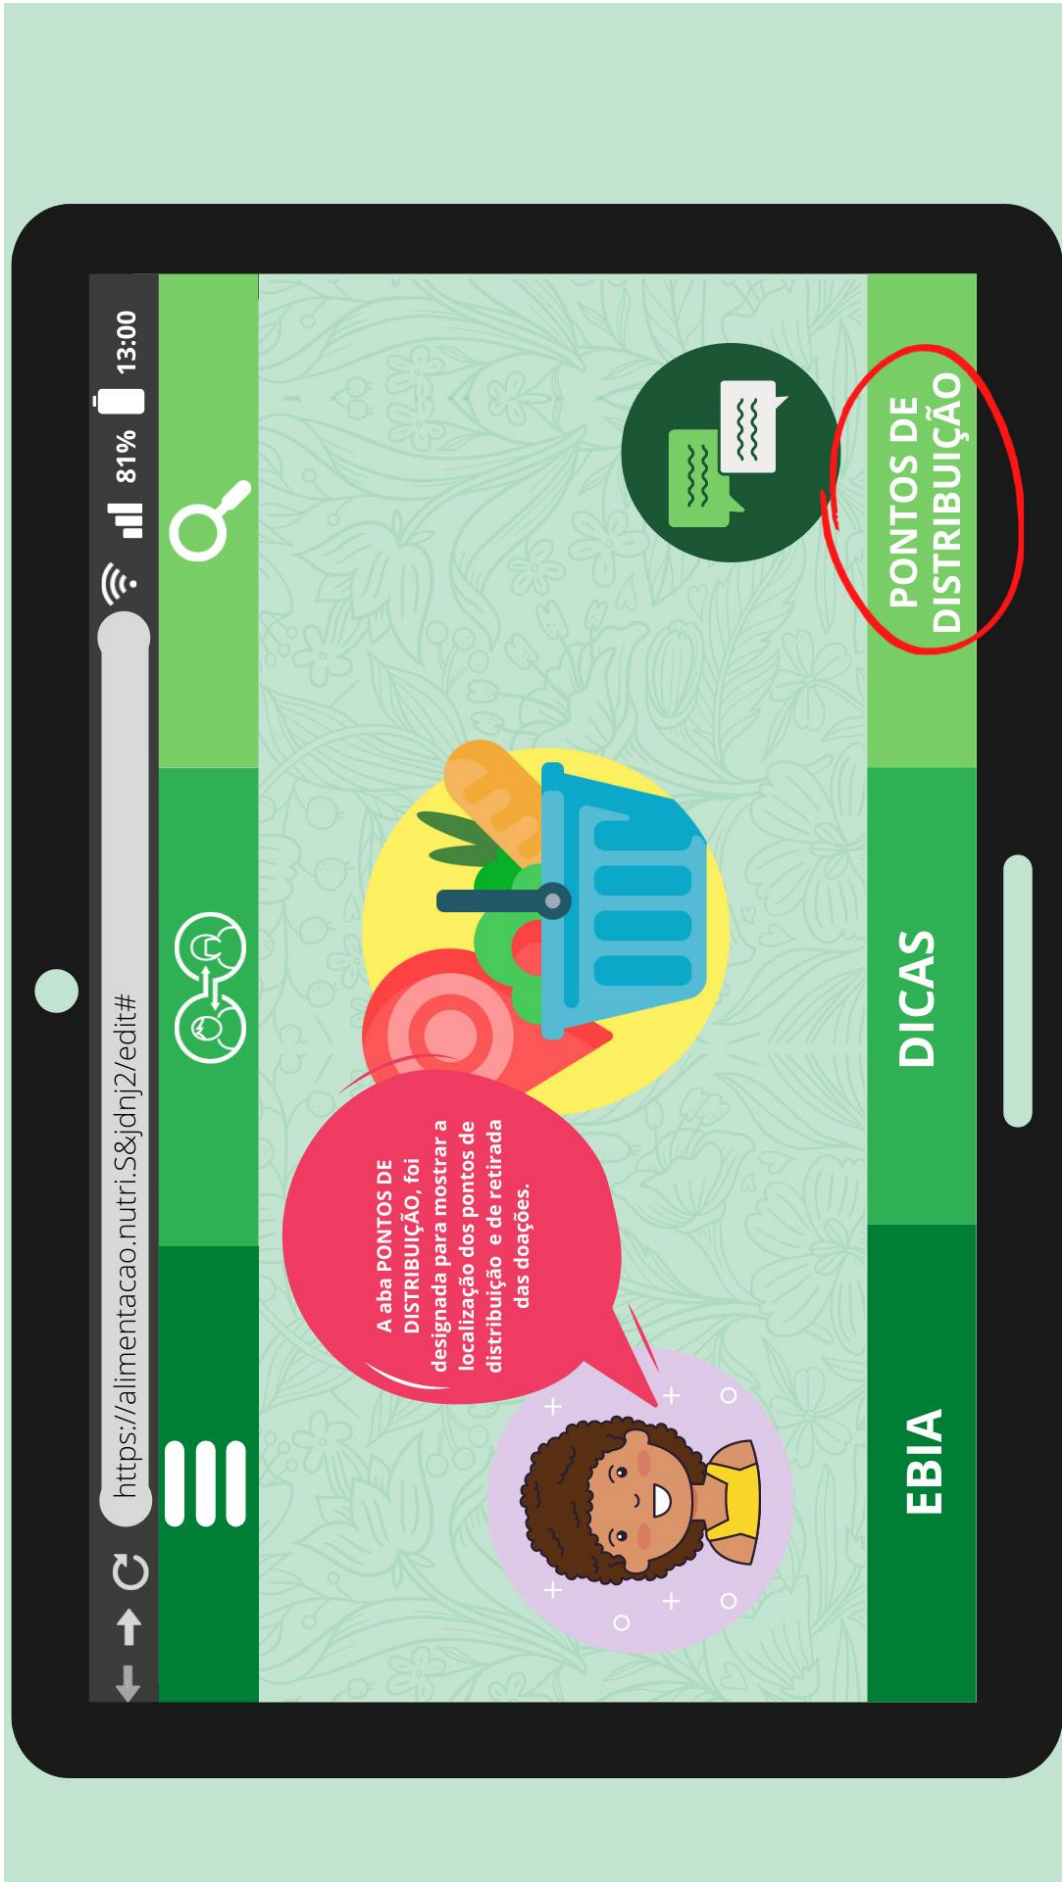 https://alimentacao.nutri.S&jdnj2/edit#
81%
13:00
A aba PONTOS DE
DISTRIBUIÇÃO, foi
designada para mostrar a
localização dos pontos de
distribuição e de retirada
das doações.
EBIA
DICAS
PONTOS DE
DISTRIBUIÇÃO